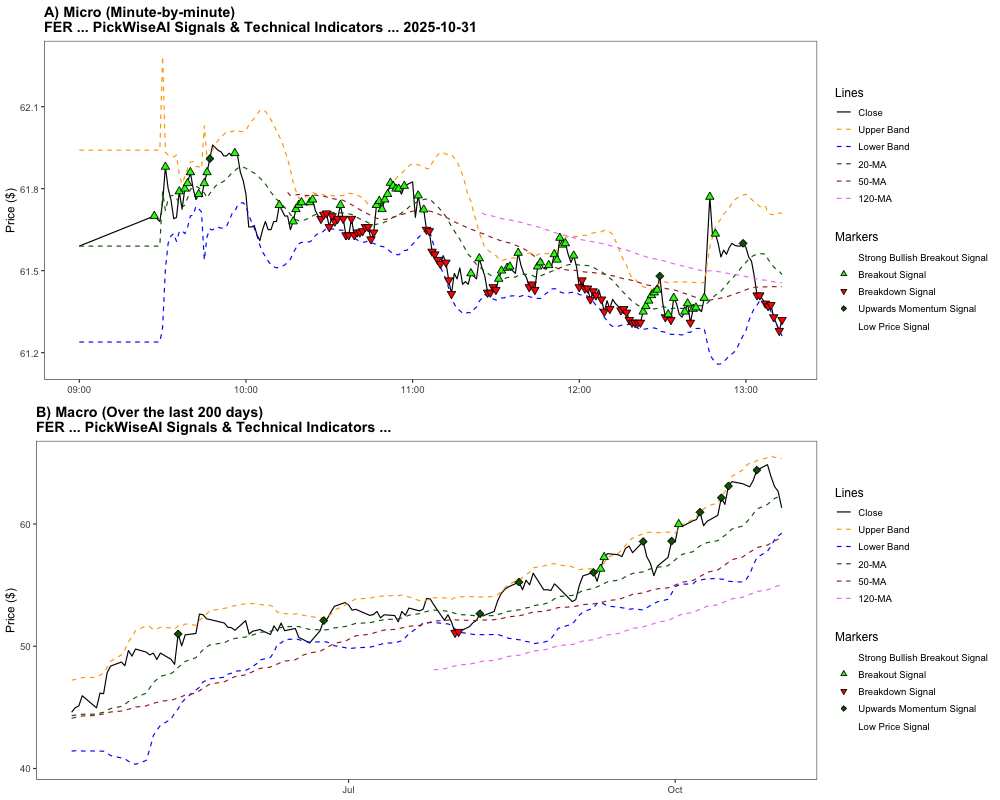 A) Micro (Minute-by-minute)
FER ... PickWiseAI Signals & Technical Indicators ... 2025-10-31
Price ($)
62.1
61.8
61.5
61.2
09:00
10:00
11:00
12:00
13:00
Lines
Close
Upper Band
Lower Band
20-MA
50-MA
120-MA
Markers
Strong Bullish Breakout Signal
Breakout Signal
Breakdown Signal
Upwards Momentum Signal
Low Price Signal
B) Macro (Over the last 200 days)
FER ... PickWiseAI Signals & Technical Indicators ...
Price ($)
60
50
40
Jul
Oct
Lines
Close
Upper Band
Lower Band
20-MA
50-MA
120-MA
Markers
Strong Bullish Breakout Signal
Breakout Signal
Breakdown Signal
Upwards Momentum Signal
Low Price Signal